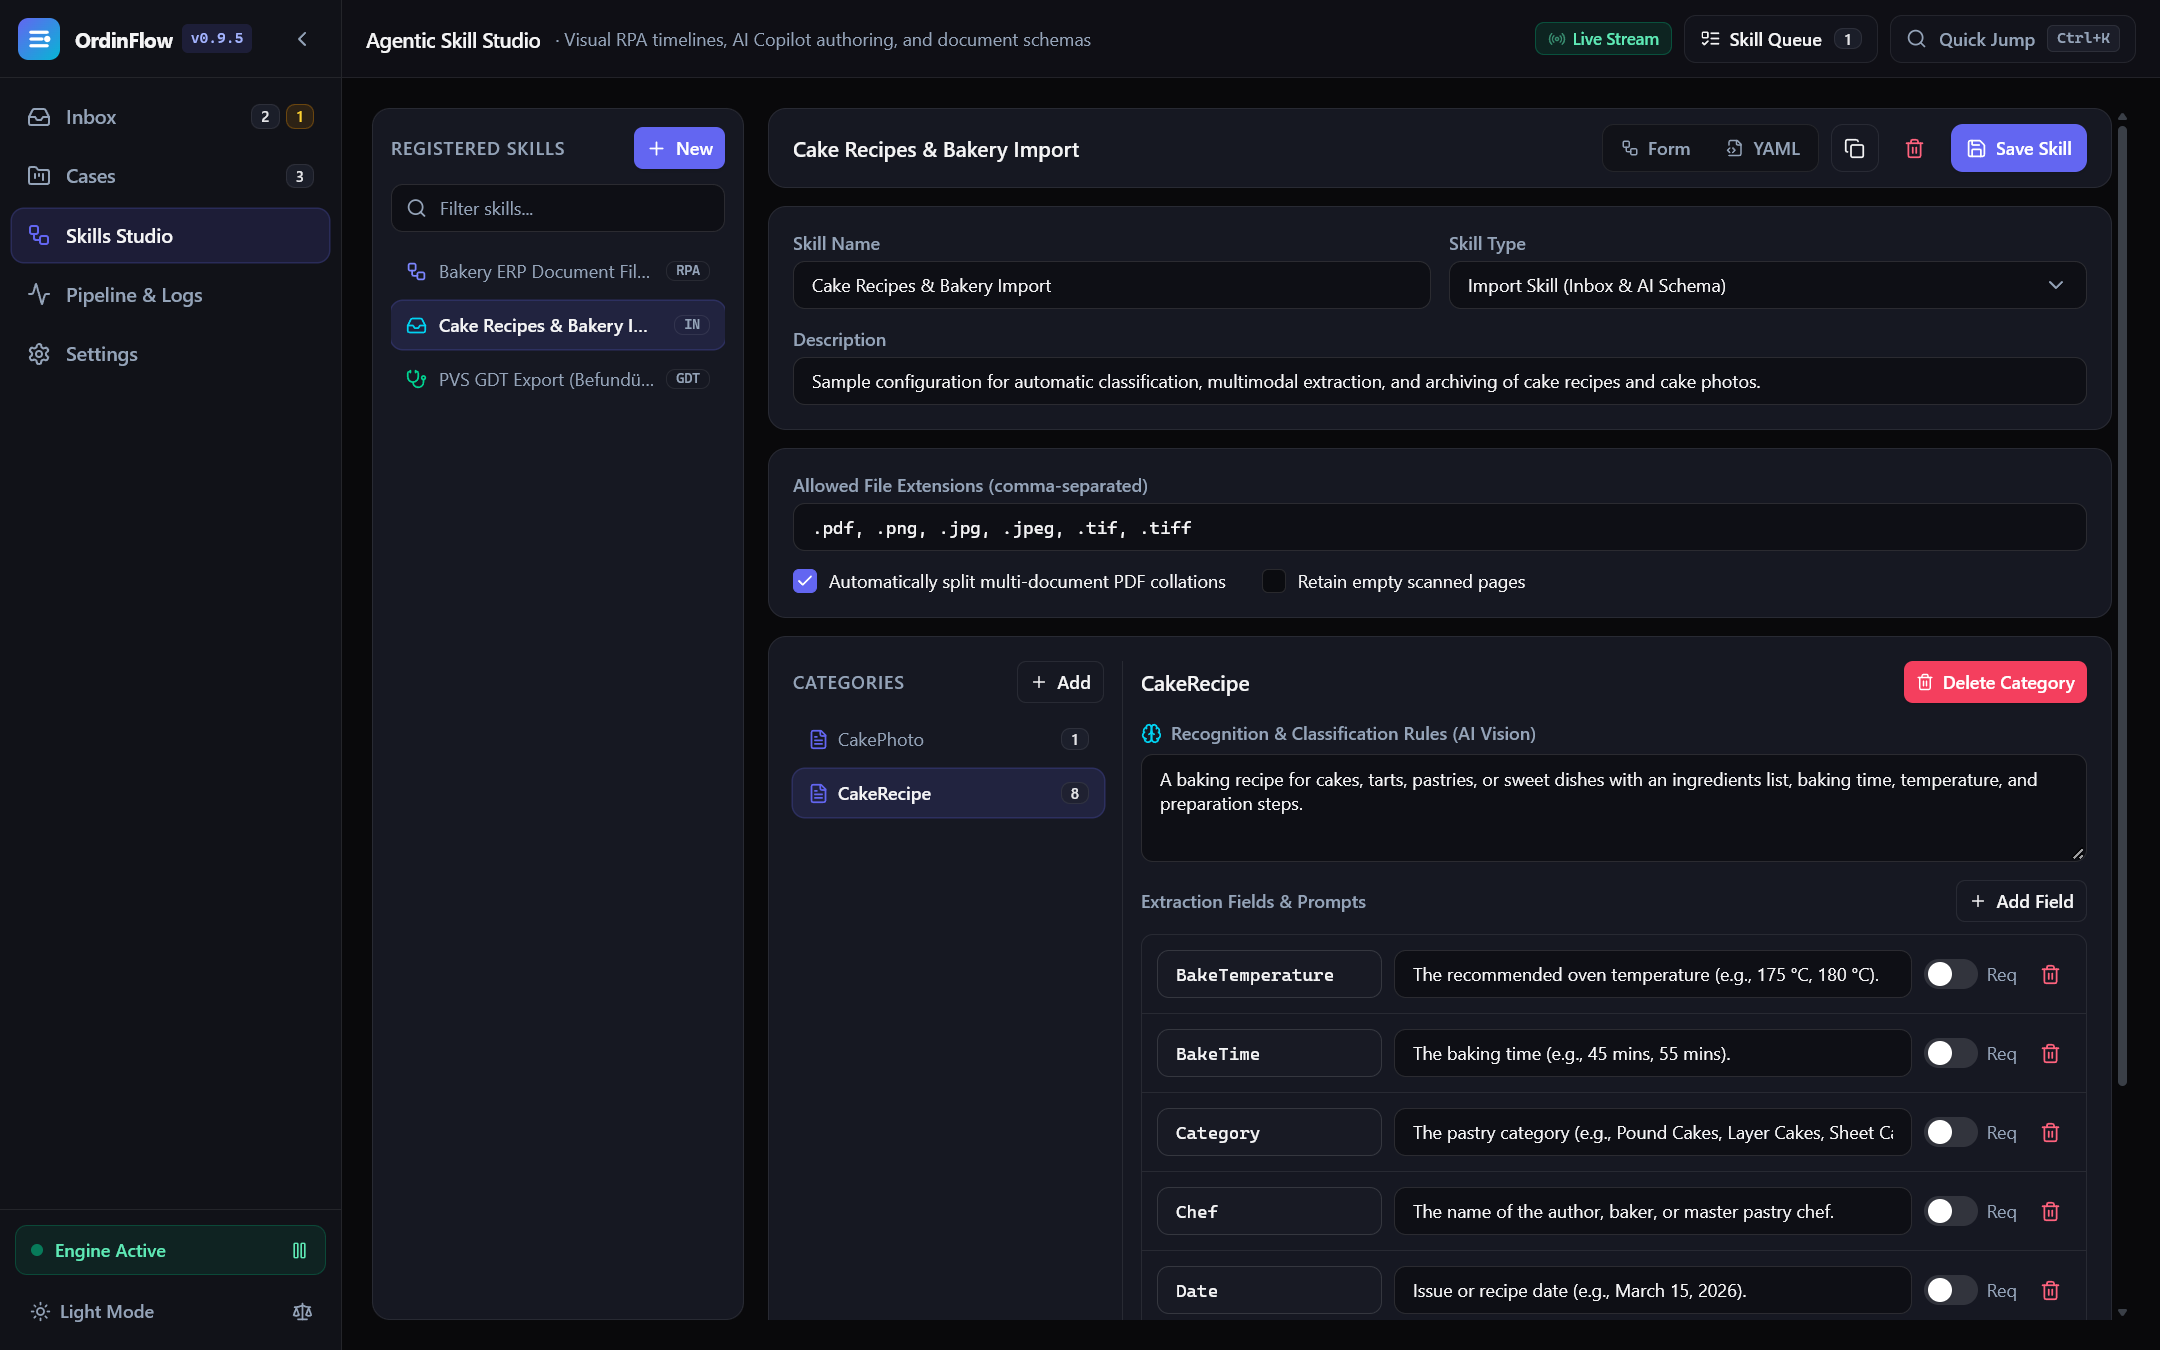 OrdinFlow v0.9.5
Inbox 2 1
Cases 3
Skills Studio
Pipeline & Logs
Settings
Engine Active
Light Mode
Agentic Skill Studio · Visual RPA timelines, AI Copilot authoring, and document schemas
Live Stream
Skill Queue 1
Quick Jump Ctrl+K
REGISTERED SKILLS
New
Filter skills...
Bakery ERP Document Fil... RPA
Cake Recipes & Bakery I... IN
PVS GDT Export (Befundü... GDT
Cake Recipes & Bakery Import
Form
YAML
Save Skill
Skill Name
Cake Recipes & Bakery Import
Skill Type
Import Skill (Inbox & AI Schema)
Description
Sample configuration for automatic classification, multimodal extraction, and archiving of cake recipes and cake photos.
Allowed File Extensions (comma-separated)
.pdf, .png, .jpg, .jpeg, .tif, .tiff
Automatically split multi-document PDF collations
Retain empty scanned pages
CATEGORIES
Add
CakePhoto 1
CakeRecipe 8
CakeRecipe
Delete Category
Recognition & Classification Rules (AI Vision)
A baking recipe for cakes, tarts, pastries, or sweet dishes with an ingredients list, baking time, temperature, and
preparation steps.
Extraction Fields & Prompts
Add Field
BakeTemperature The recommended oven temperature (e.g., 175 °C, 180 °C). Req
BakeTime The baking time (e.g., 45 mins, 55 mins). Req
Category The pastry category (e.g., Pound Cakes, Layer Cakes, Sheet Ca Req
Chef The name of the author, baker, or master pastry chef. Req
Date Issue or recipe date (e.g., March 15, 2026). Req